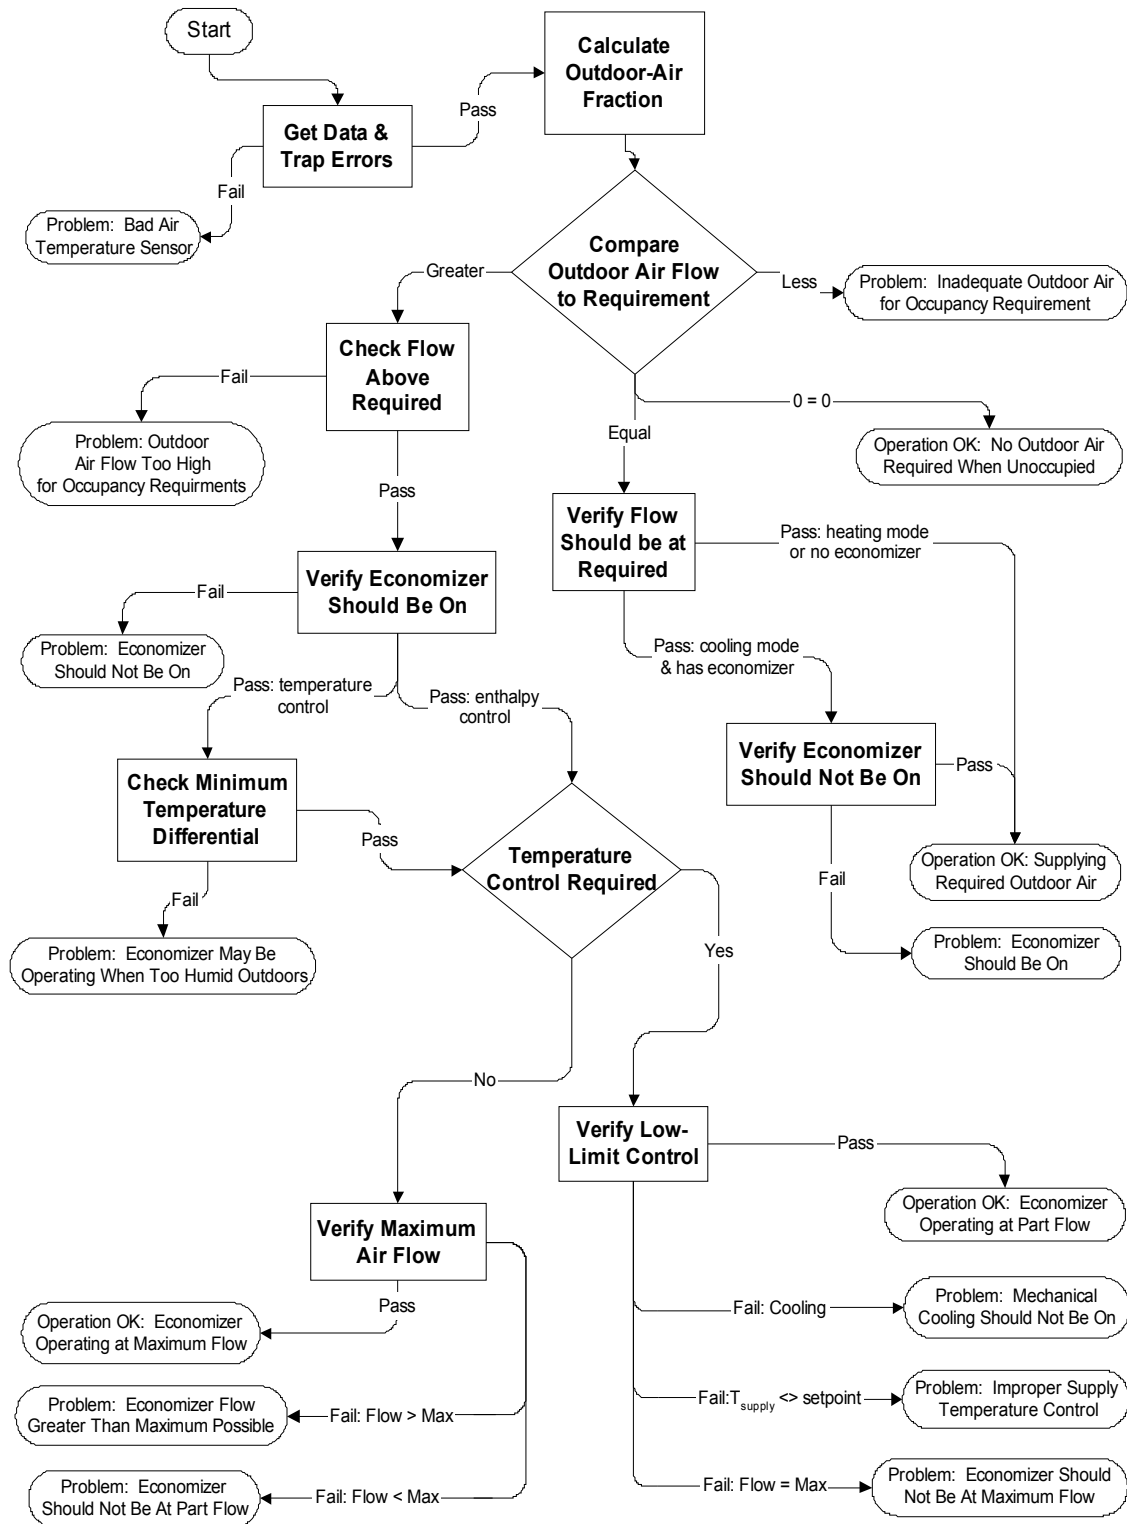 Start
Calculate
Outdoor-Air
Fraction
Pass
Get Data &
Trap Errors
Fail
Problem: Bad Air
Temperature Sensor
Compare
Outdoor Air Flow
to Requirement
Greater
Less
Problem: Inadequate Outdoor Air
for Occupancy Requirement
Check Flow
Above
Required
Fail
0 = 0
Problem: Outdoor
Air Flow Too High
for Occupancy Requirments
Equal
Operation OK: No Outdoor Air
Required When Unoccupied
Pass
Verify Flow
Should be at
Required
Pass: heating mode
or no economizer
Verify Economizer
Should Be On
Fail
Problem: Economizer
Should Not Be On
Pass: cooling mode
& has economizer
Pass: temperature
control
Pass: enthalpy
control
Verify Economizer
Should Not Be On
Pass
Check Minimum
Temperature
Differential
Pass
Temperature
Control Required
Operation OK: Supplying
Required Outdoor Air
Fail
Fail
Problem: Economizer May Be
Operating When Too Humid Outdoors
Yes
Problem: Economizer
Should Be On
No
Verify Low-
Limit Control
Pass
Operation OK: Economizer
Operating at Part Flow
Verify Maximum
Air Flow
Pass
Operation OK: Economizer
Operating at Maximum Flow
Fail: Cooling
Problem: Mechanical
Cooling Should Not Be On
Problem: Economizer Flow
Greater Than Maximum Possible
Fail: Flow > Max
Fail:Tsupply <> setpoint
Problem: Improper Supply
Temperature Control
Problem: Economizer
Should Not Be At Part Flow
Fail: Flow < Max
Fail: Flow = Max
Problem: Economizer Should
Not Be At Maximum Flow